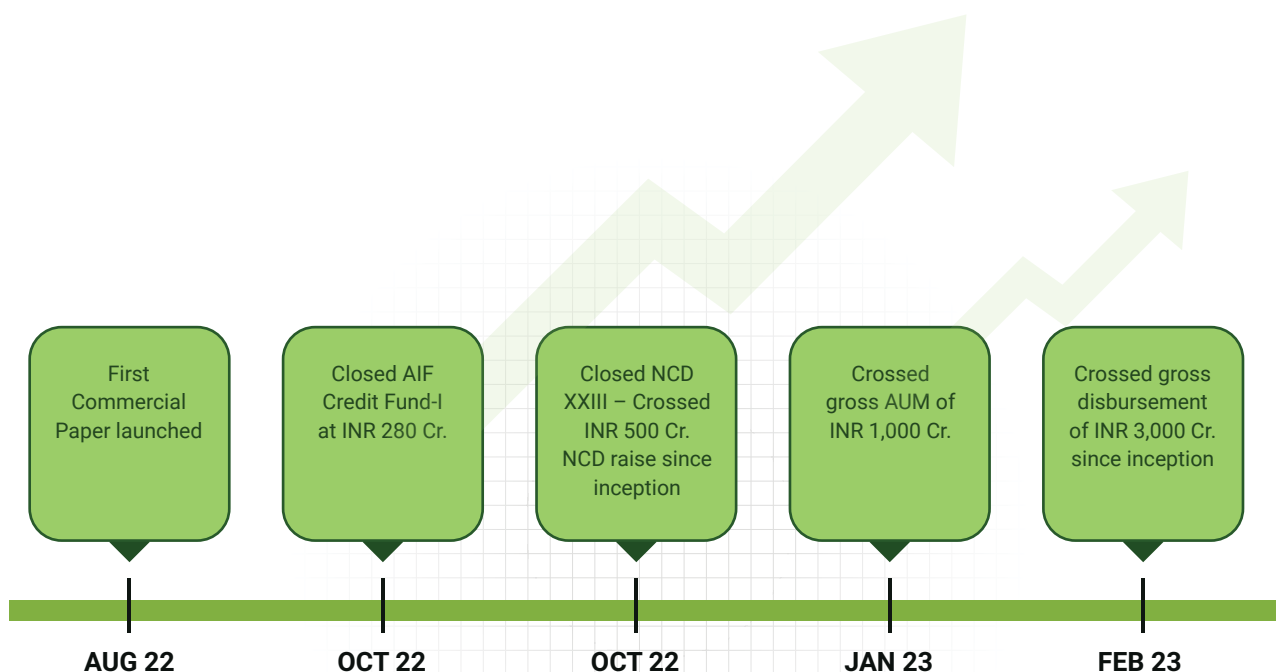 First
Commercial
Paper launched
Closed AIF
Credit Fund-I
at INR 280 Cr.
Closed NCD
XXIII – Crossed
INR 500 Cr.
NCD raise since
inception
Crossed
gross AUM of
INR 1,000 Cr.
Crossed gross
disbursement
of INR 3,000 Cr.
since inception
AUG 22
OCT 22
OCT 22
JAN 23
FEB 23